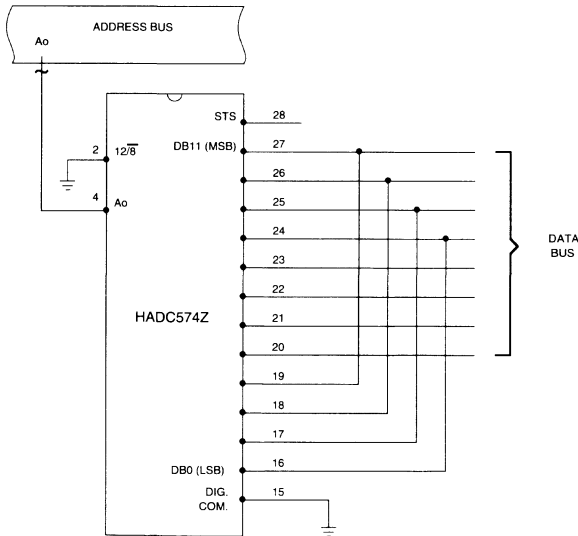 ADDRESS BUS
Ao
STS 28
2 12/8̅ DB11 (MSB) 27
26
4 Ao 25
24
DATA
BUS
23
22
HADC574Z 21
20
19
18
17
DB0 (LSB) 16
DIG.
COM. 15